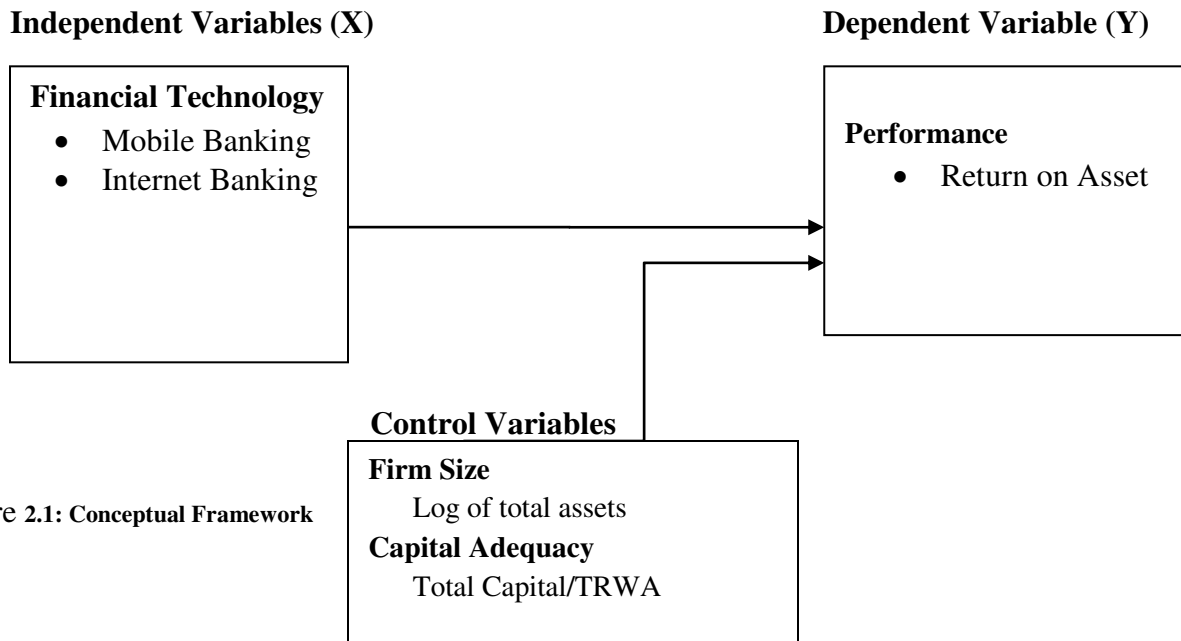 Independent Variables (X)
Dependent Variable (Y)
Financial Technology
• Mobile Banking
• Internet Banking
Performance
• Return on Asset
Control Variables
Firm Size
Log of total assets
Capital Adequacy
Total Capital/TRWA
2.1: Conceptual Framework